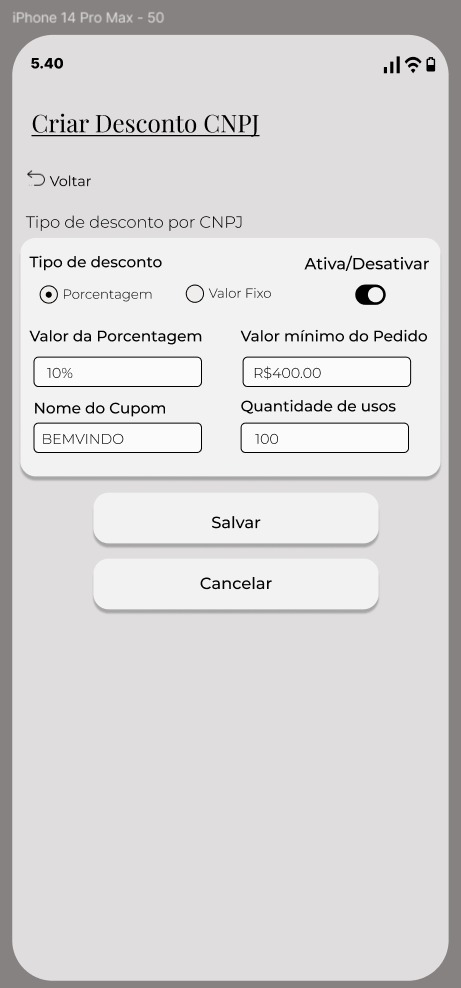 iPhone 14 Pro Max - 50
5.40
Criar Desconto CNPJ
Voltar
Tipo de desconto por CNPJ
Tipo de desconto
Ativa/Desativar
Porcentagem
Valor Fixo
Valor da Porcentagem
Valor mínimo do Pedido
10%
R$400.00
Nome do Cupom
Quantidade de usos
BEMVINDO
100
Salvar
Cancelar